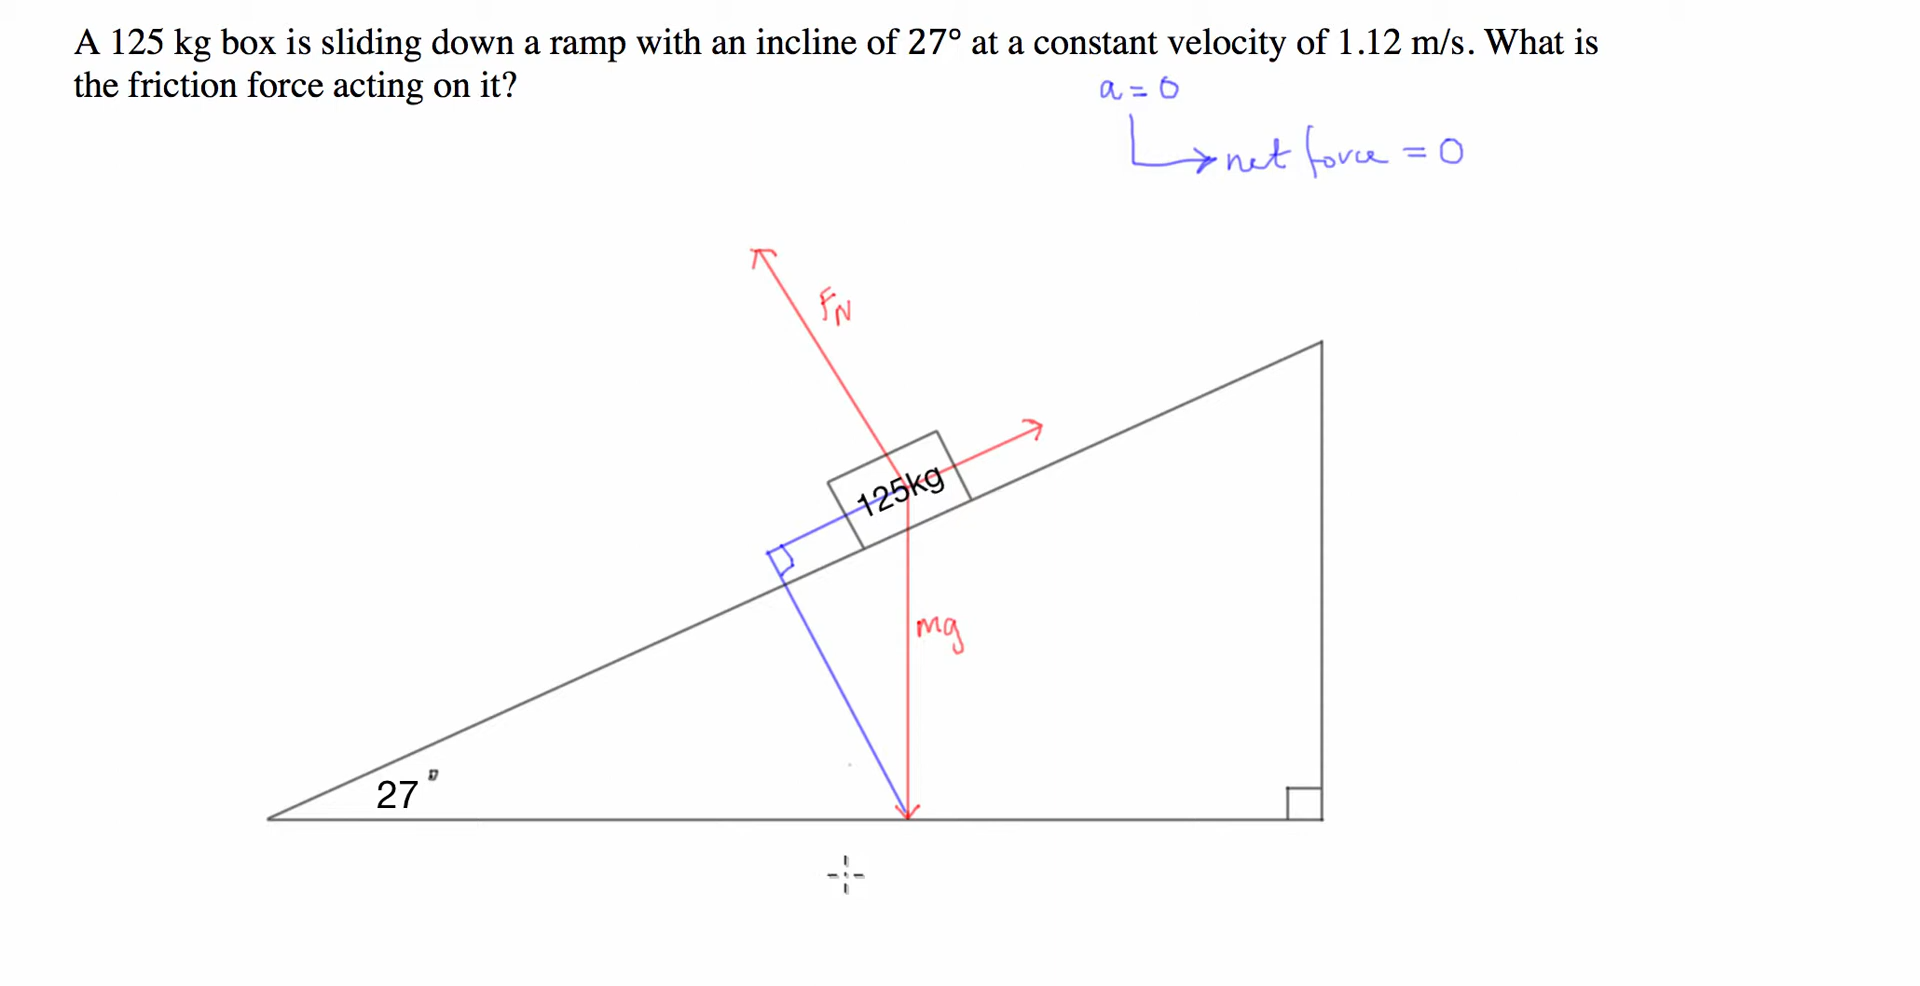 A 125 kg box is sliding down a ramp with an incline of 27° at a constant velocity of 1.12 m/s. What is
the friction force acting on it?
a = 0
net force = 0
FN
125kg
mg
27°